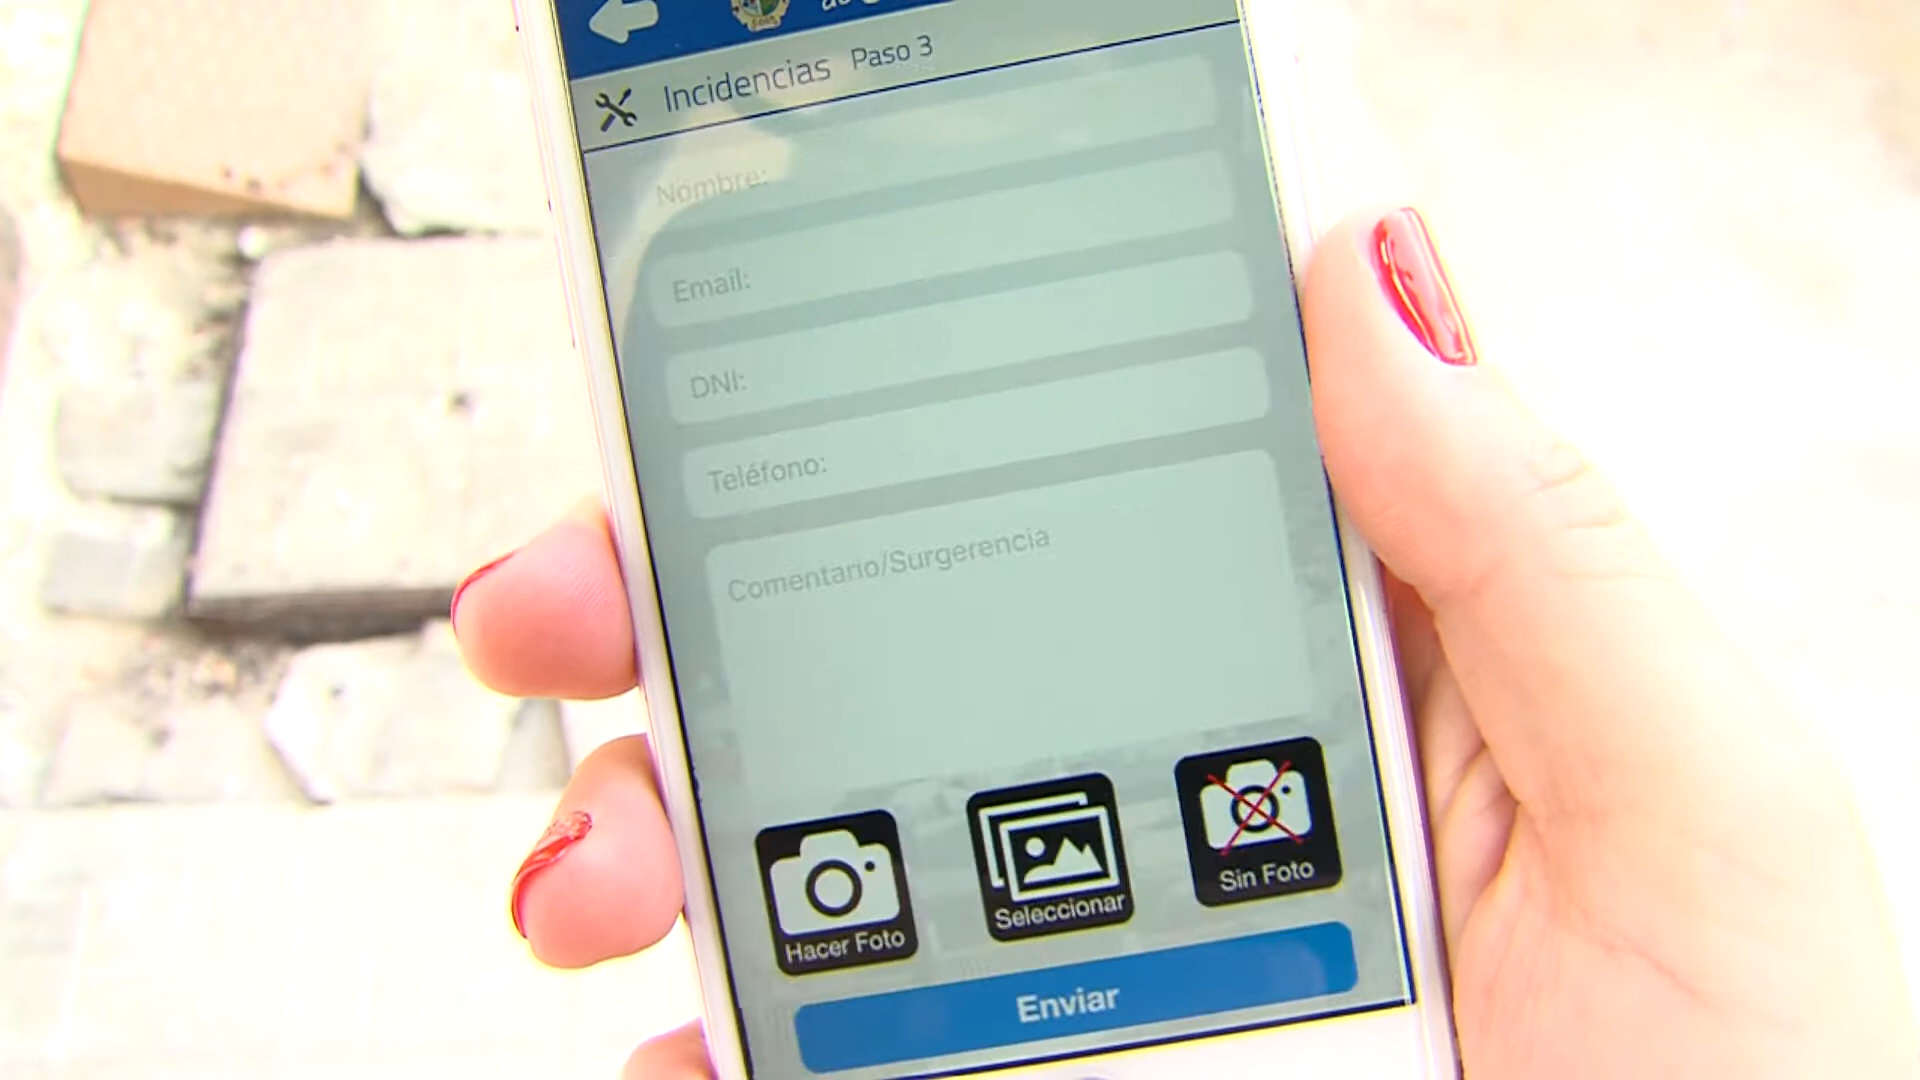 Incidencias Paso 3
Nombre:
Email:
DNI:
Teléfono:
Comentario/Surgerencia
Hacer Foto
Seleccionar
Sin Foto
Enviar